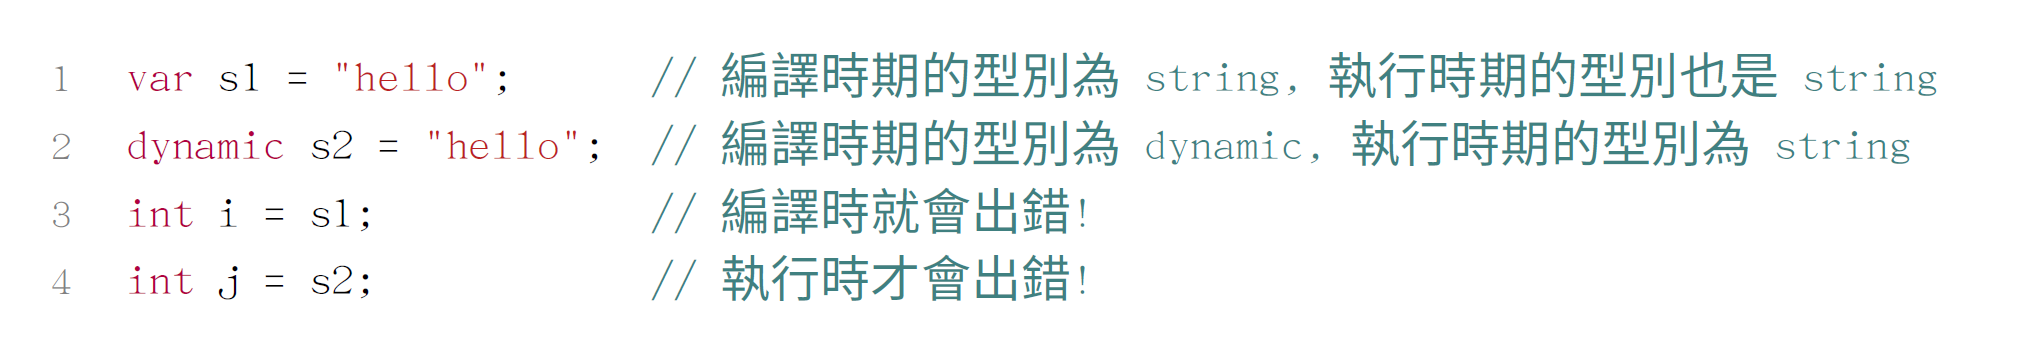 1 var s1 = "hello"; // 編譯時期的型別為 string, 執行時期的型別也是 string
2 dynamic s2 = "hello"; // 編譯時期的型別為 dynamic, 執行時期的型別為 string
3 int i = s1; // 編譯時就會出錯!
4 int j = s2; // 執行時才會出錯!